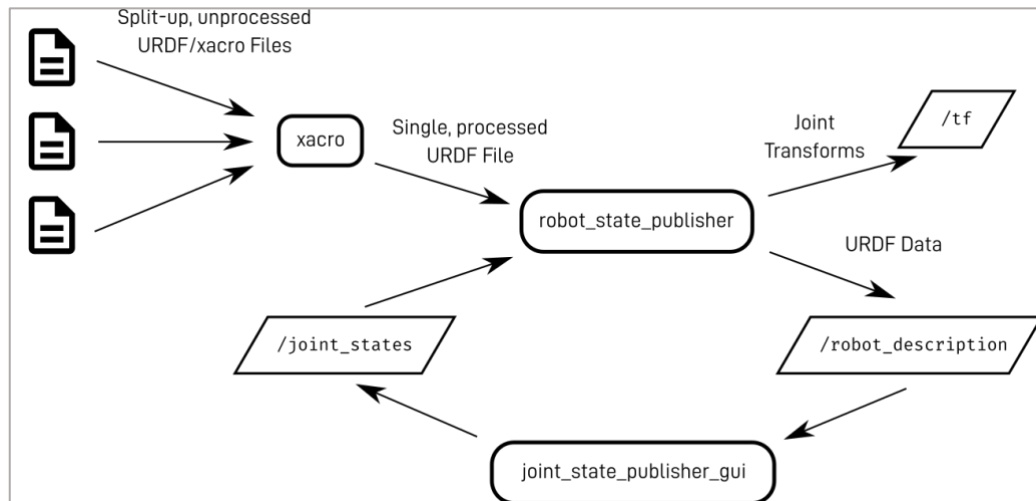 Split-up, unprocessed
URDF/xacro Files
xacro
Single, processed
URDF File
Joint
Transforms
/tf
robot_state_publisher
URDF Data
/joint_states
/robot_description
joint_state_publisher_gui